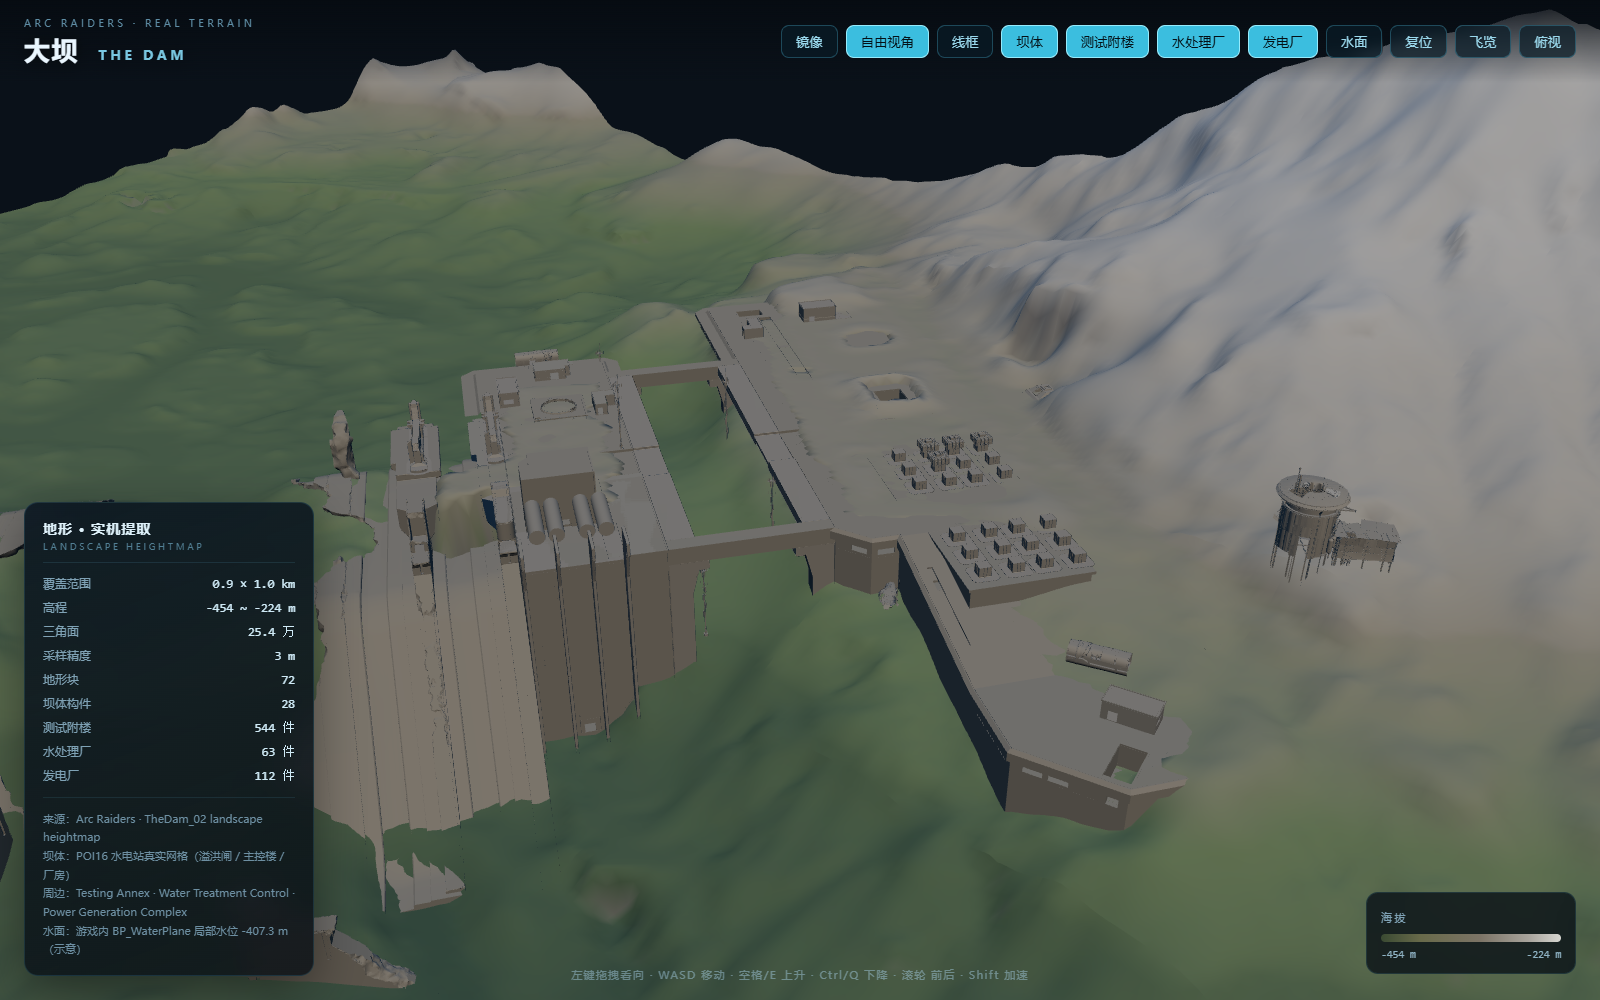 ARC RAIDERS · REAL TERRAIN
大坝 THE DAM
镜像 自由视角 线框 坝体 测试附楼 水处理厂 发电厂 水面 复位 飞览 俯视
地形 • 实机提取
LANDSCAPE HEIGHTMAP
覆盖范围 0.9 × 1.0 km
高程 -454 ~ -224 m
三角面 25.4 万
采样精度 3 m
地形块 72
坝体构件 28
测试附楼 544 件
水处理厂 63 件
发电厂 112 件
来源：Arc Raiders · TheDam_02 landscape
heightmap
坝体：POI16 水电站真实网格（溢洪闸 / 主控楼 /
厂房）
周边：Testing Annex · Water Treatment Control ·
Power Generation Complex
水面：游戏内 BP_WaterPlane 局部水位 -407.3 m
（示意）
左键拖拽看向 · WASD 移动 · 空格/E 上升 · Ctrl/Q 下降 · 滚轮 前后 · Shift 加速
海拔
-454 m -224 m